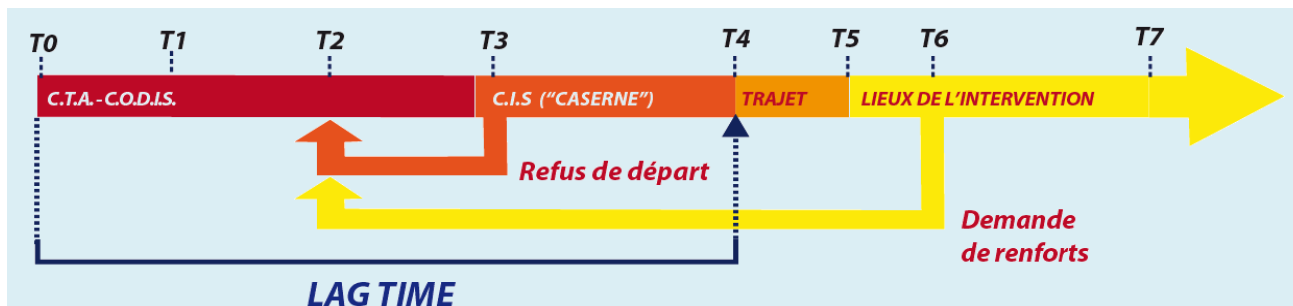 T0 T1 T2 T3 T4 T5 T6 T7
C.T.A.-C.O.D.I.S. C.I.S ("CASERNE") TRAJET LIEUX DE L'INTERVENTION
Refus de départ
Demande
de renforts
LAG TIME